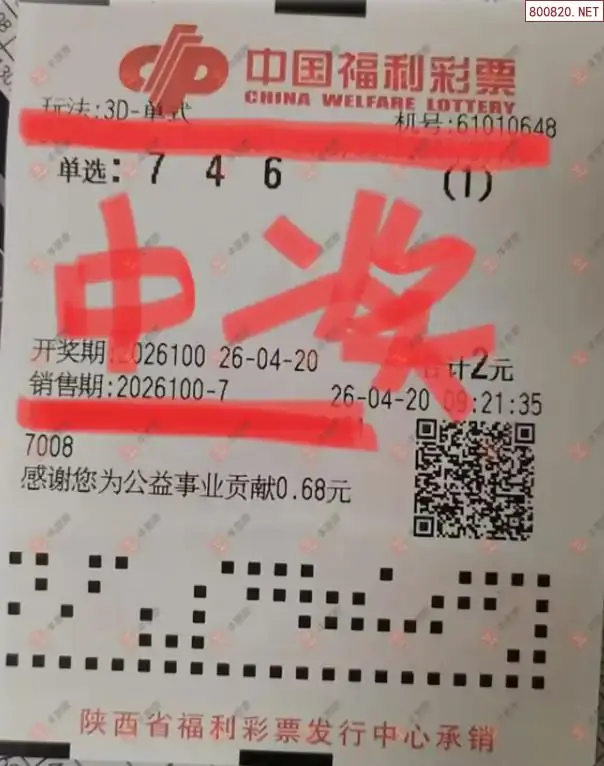 800820.NET
中国福利彩票
CHINA WELFARE LOTTERY
玩法:3D-单式 机号:61010648
单选: 7 4 6 (1)
中奖
开奖期:2026100 26-04-20 合计2元
销售期:2026100-7 26-04-20 09:21:35
7008
感谢您为公益事业贡献0.68元
陕西省福利彩票发行中心承销